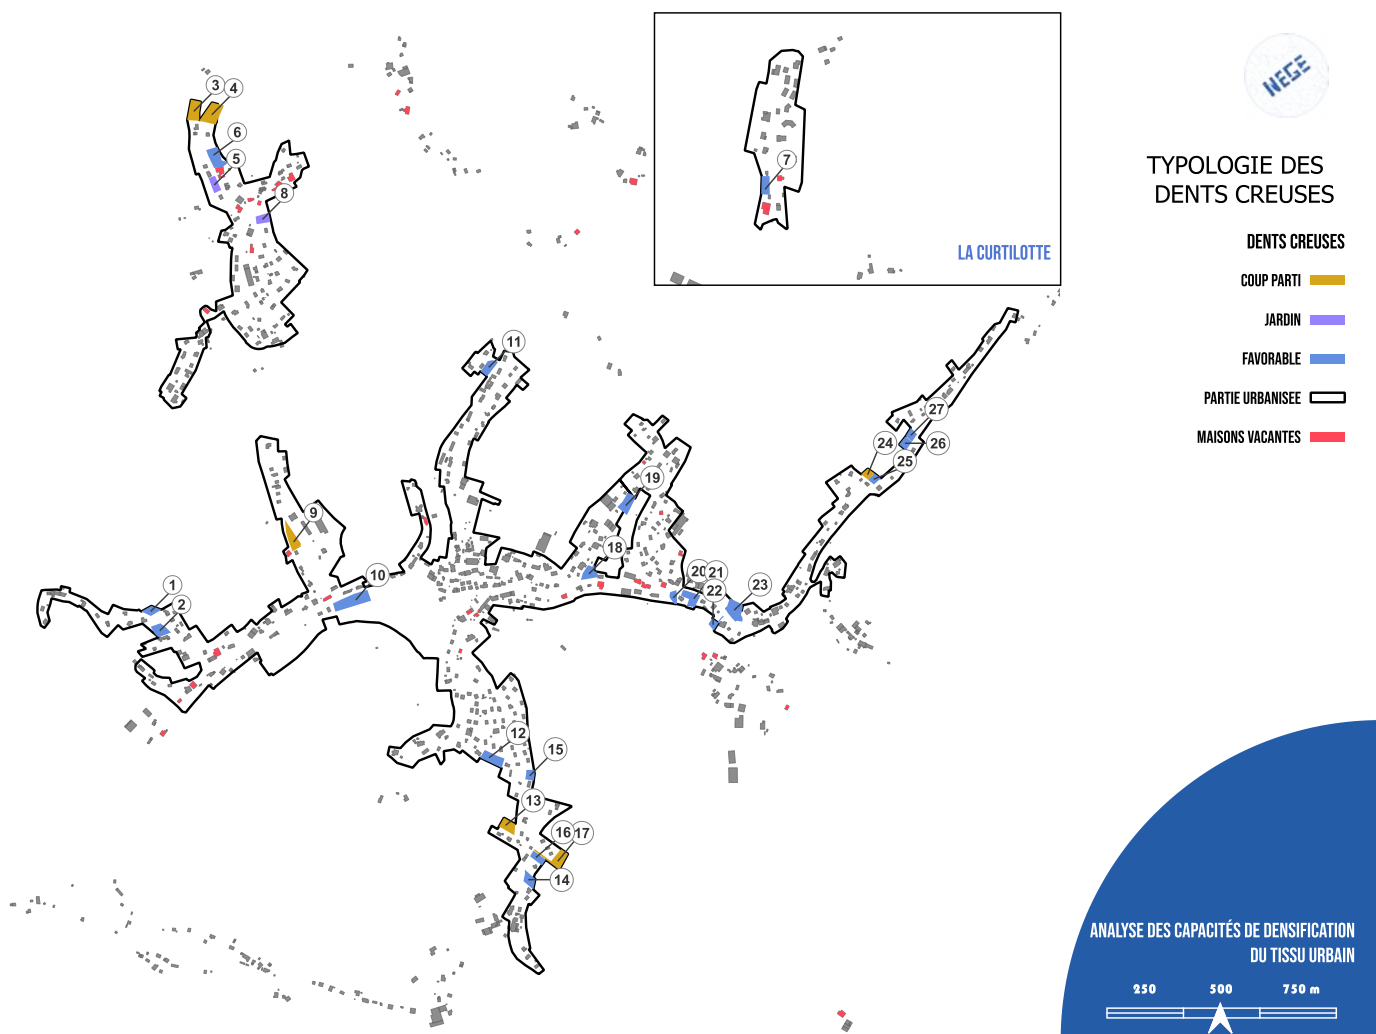 NEGE
TYPOLOGIE DES
DENTS CREUSES
DENTS CREUSES
COUP PARTI
JARDIN
FAVORABLE
PARTIE URBANISEE
MAISONS VACANTES
LA CURTILOTTE
3
4
6
5
8
7
11
27
24
26
25
19
9
18
10
1
2
20
21
22
23
12
15
13
16
17
14
ANALYSE DES CAPACITÉS DE DENSIFICATION
DU TISSU URBAIN
250
500
750 m